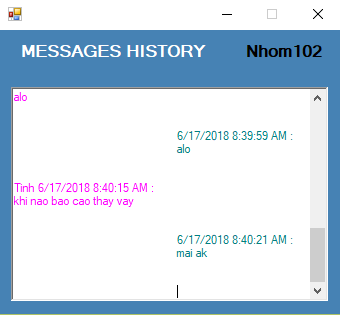 MESSAGES HISTORY Nhom102
alo
6/17/2018 8:39:59 AM :
alo
Tinh 6/17/2018 8:40:15 AM :
khi nao bao cao thay vay
6/17/2018 8:40:21 AM :
mai ak